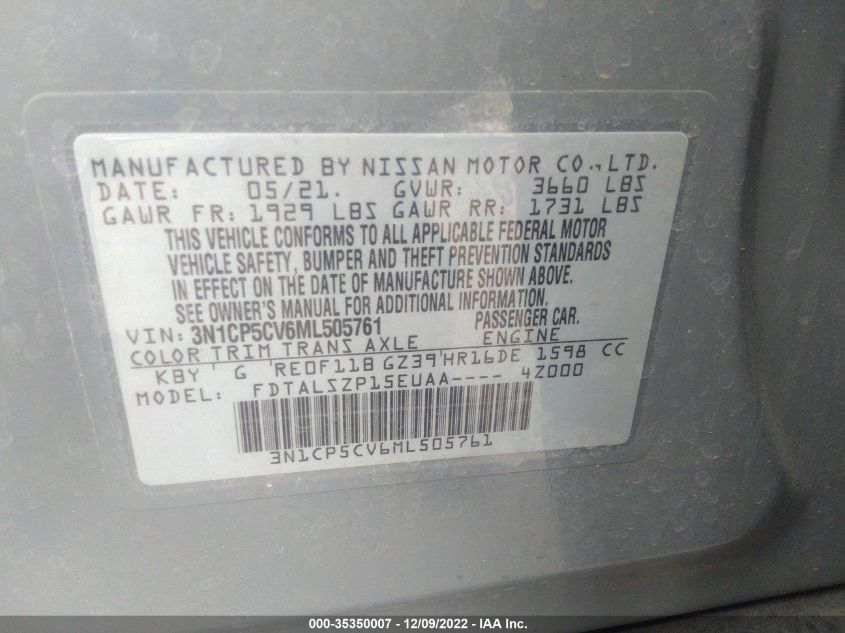 MANUFACTURED BY NISSAN MOTOR CO., LTD.
DATE: 05/21. GVWR: 3660 LBS
GAWR FR: 1929 LBS GAWR RR: 1731 LBS
THIS VEHICLE CONFORMS TO ALL APPLICABLE FEDERAL MOTOR
VEHICLE SAFETY, BUMPER AND THEFT PREVENTION STANDARDS
IN EFFECT ON THE DATE OF MANUFACTURE SHOWN ABOVE.
SEE OWNER'S MANUAL FOR ADDITIONAL INFORMATION.
VIN: 3N1CP5CV6ML505761 PASSENGER CAR.
COLOR TRIM TRANS AXLE ENGINE
KBY G RE0F11B GZ39 HR16DE 1598 CC
MODEL: FDTALSZP15EUAA---- 4Z000
3N1CP5CV6ML505761
000-35350007 - 12/09/2022 - IAA Inc.